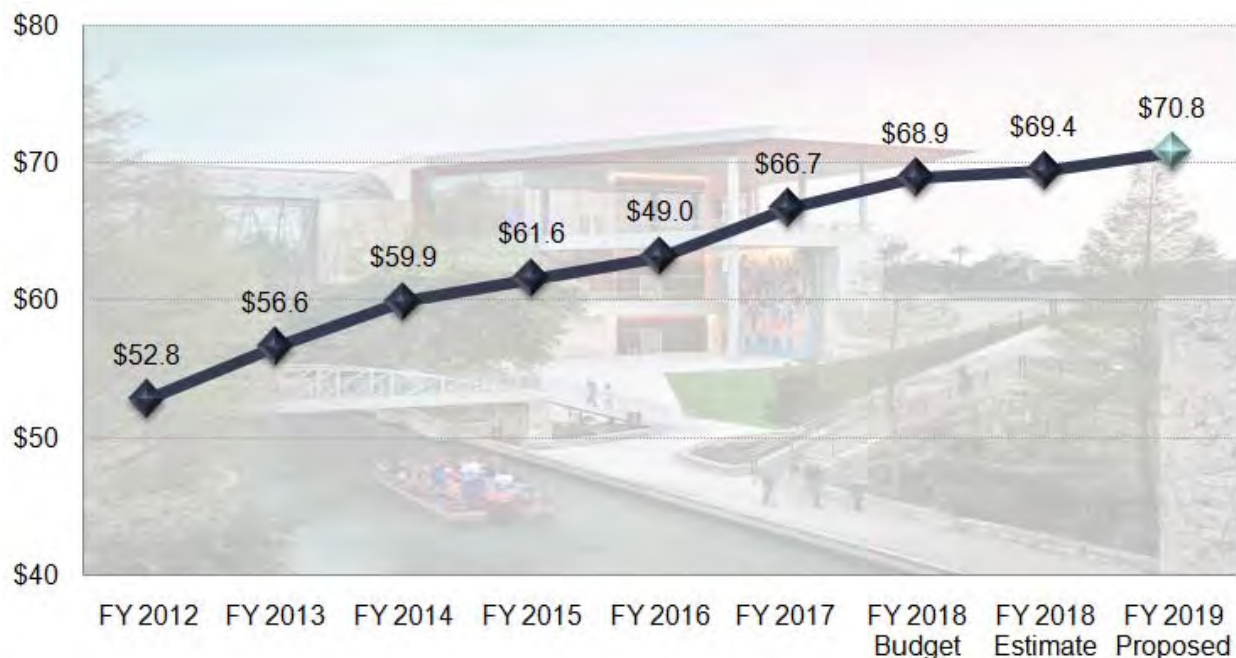 $80
$70
$60
$50
$40
$52.8
$56.6
$59.9
$61.6
$49.0
$66.7
$68.9
$69.4
$70.8
FY 2012
FY 2013
FY 2014
FY 2015
FY 2016
FY 2017
FY 2018
Budget
FY 2018
Estimate
FY 2019
Proposed